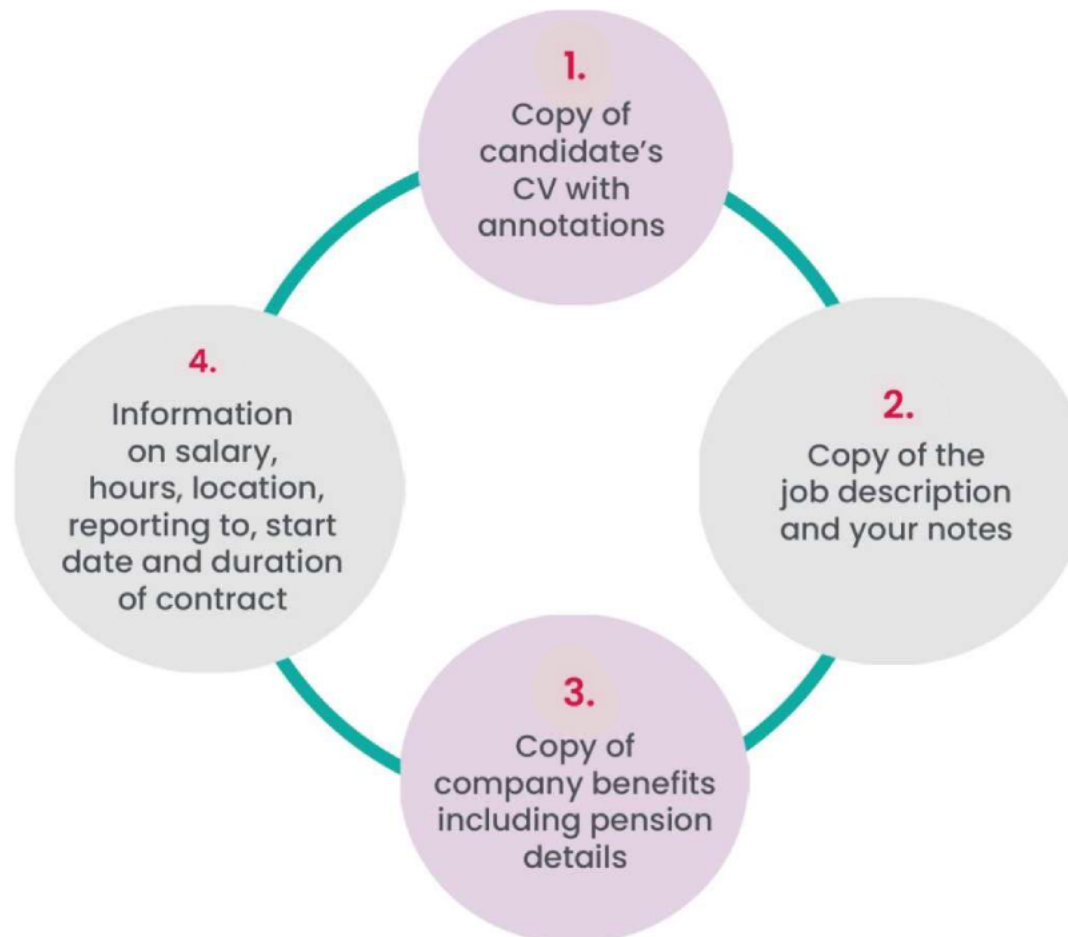 1.
Copy of
candidate’s
CV with
annotations
2.
Copy of the
job description
and your notes
3.
Copy of
company benefits
including pension
details
4.
Information
on salary,
hours, location,
reporting to, start
date and duration
of contract